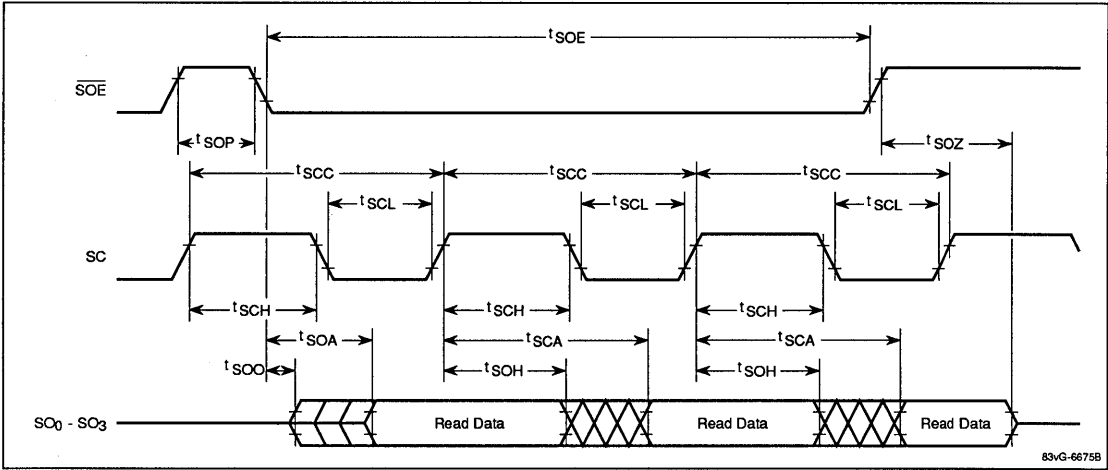 tSOE
SOE
tSOP
tSOZ
tSCC tSCC tSCC
tSCL tSCL tSCL
SC
tSCH tSCH tSCH
tSOA tSCA tSCA
tSOO tSOH tSOH
SO0 - SO3 Read Data Read Data Read Data
83vG-6675B